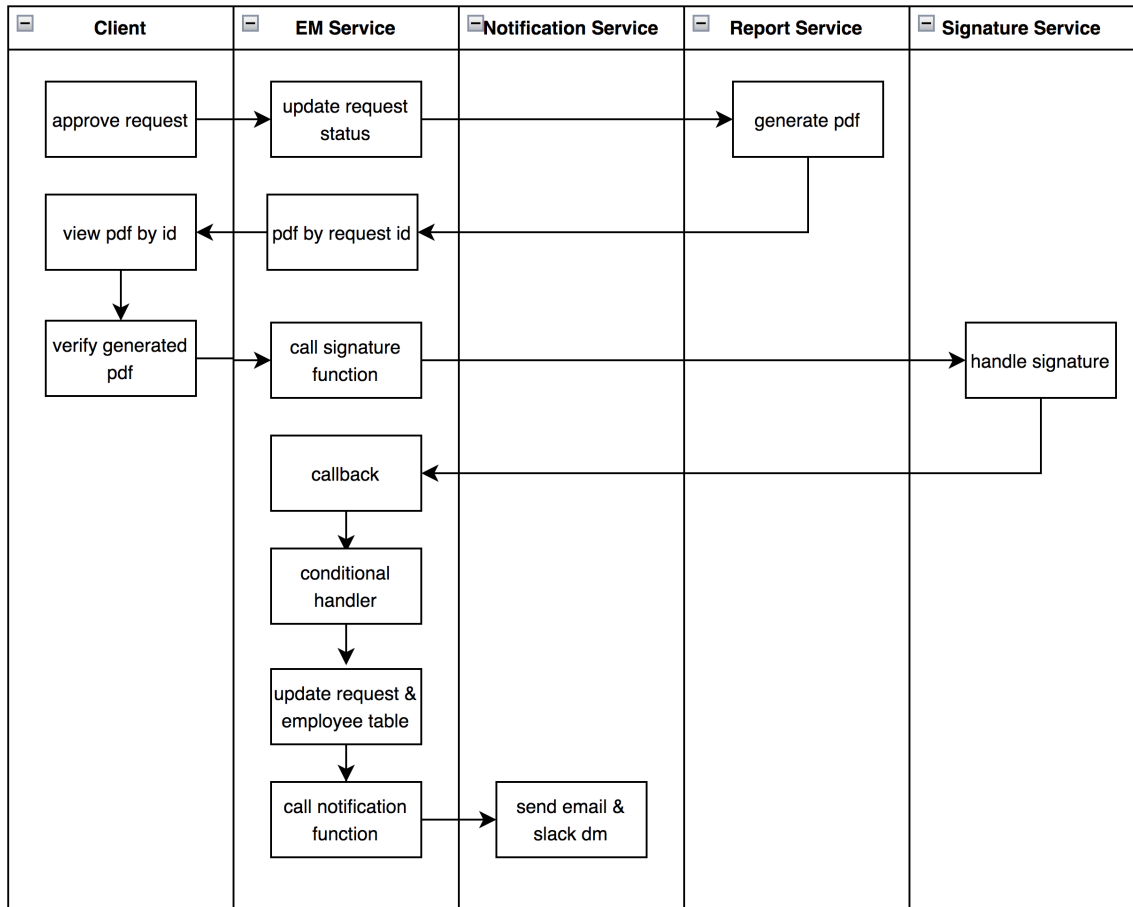 Client
EM Service
Notification Service
Report Service
Signature Service
approve request
update request
status
generate pdf
view pdf by id
pdf by request id
verify generated
pdf
call signature
function
handle signature
callback
conditional
handler
update request &
employee table
call notification
function
send email &
slack dm